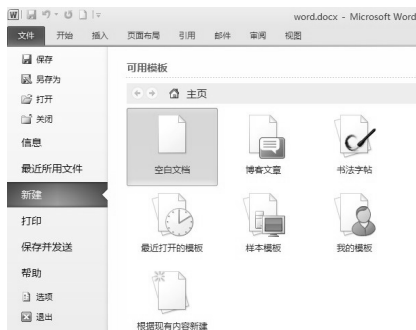 word.docx - Microsoft Word
文件 开始 插入 页面布局 引用 邮件 审阅 视图
保存
另存为
打开
关闭
信息
最近所用文件
新建
打印
保存并发送
帮助
选项
退出
可用模板
主页
空白文档 博客文章 书法字帖
最近打开的模板 样本模板 我的模板
根据现有内容新建